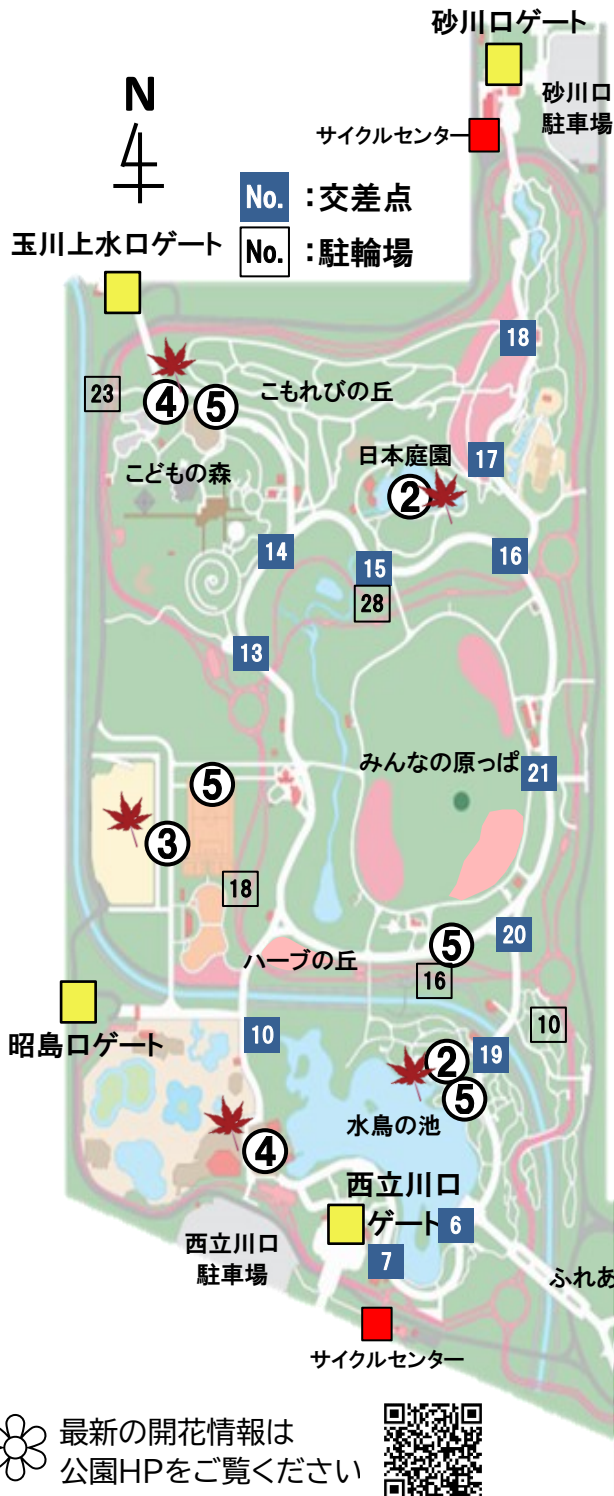 砂川口ゲート
N
砂川口
駐車場
サイクルセンター
No. :交差点
玉川上水口ゲート
No. :駐輪場
18
23
④
⑤
こもれびの丘
日本庭園
17
こどもの森
②
14
15
16
28
13
みんなの原っぱ
21
⑤
③
18
20
ハーブの丘
⑤
16
昭島口ゲート
10
10
②
19
⑤
水鳥の池
④
西立川口
ゲート
6
西立川口
駐車場
7
ふれあ
サイクルセンター
最新の開花情報は
公園HPをご覧ください